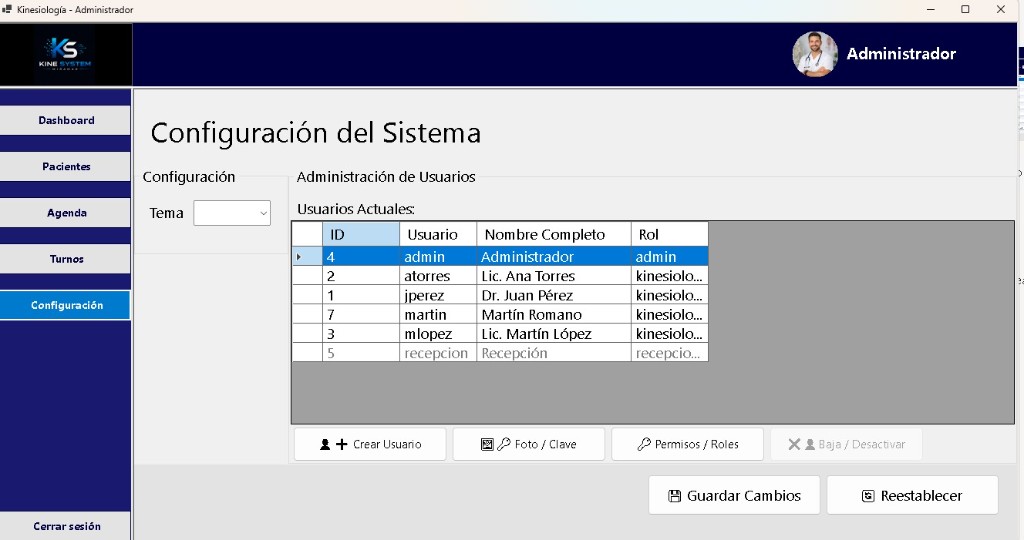 Kinesiología - Administrador
KS
KINE SYSTEM
Administrador
Dashboard
Pacientes
Agenda
Turnos
Configuración
Cerrar sesión
Configuración del Sistema
Configuración
Tema
Administración de Usuarios
Usuarios Actuales:
ID Usuario Nombre Completo Rol
4 admin Administrador admin
2 atorres Lic. Ana Torres kinesiolo...
1 jperez Dr. Juan Pérez kinesiolo...
7 martin Martín Romano kinesiolo...
3 mlopez Lic. Martín López kinesiolo...
5 recepcion Recepción recepcio...
Crear Usuario Foto / Clave Permisos / Roles Baja / Desactivar
Guardar Cambios Reestablecer